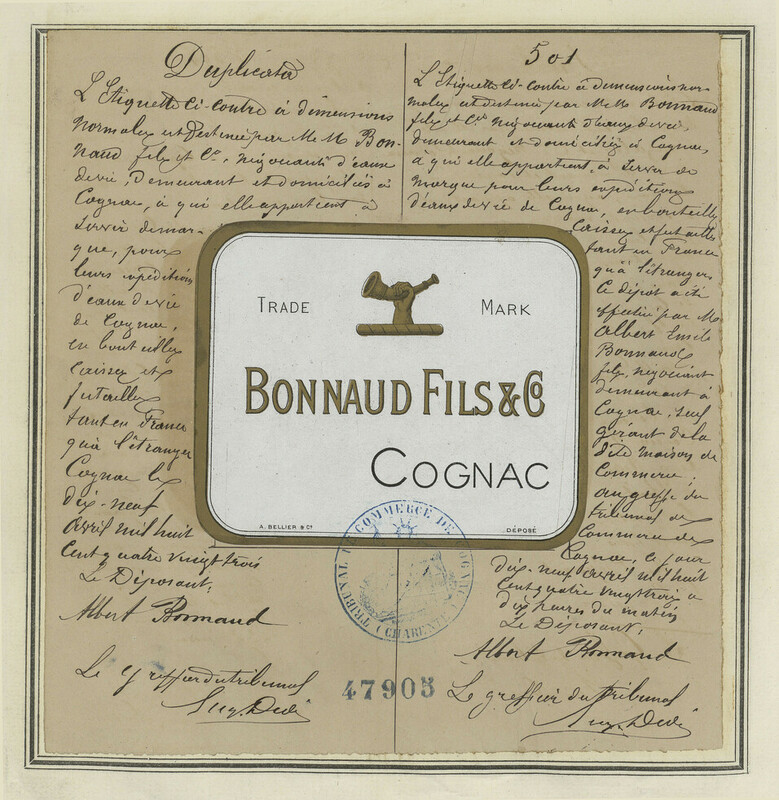 Duplicata
L'Etiquette Ci-contre à dimensions
normales est destinée par M.M. Bon-
naud fils et Cie, négociants d'eaux
de vie, demeurant et domiciliés à
Cognac, à qui elle appartient à
servir de mar-
que, pour
leurs expéditions
d'eaux de vie
de Cognac,
en bouteilles
caisses et
futailles
tant en France
qu'à l'étranger
Cognac le
dix-neuf
avril mil huit
cent quatre vingt trois
Le Déposant,
Albert Bonnaud
Le greffier du tribunal
501
L'Etiquette Ci-contre à dimensions nor-
males est destinée par M.M. Bonnaud
fils et Cie négociants d'eaux de vie,
demeurant et domiciliés à Cognac,
à qui elle appartient, à servir de
marque pour leurs expéditions
d'eaux de vie de Cognac, en bouteilles
caisses et futailles
tant en France
qu'à l'étranger.
Ce dépôt a été
effectué par M.
Albert Emile
Bonnaud
fils, négociant
demeurant à
Cognac, seul
gérant de la
dite maison de
Commerce,
au greffe du
Tribunal de
Commerce de
Cognac, ce jour
dix-neuf avril mil huit
cent quatre vingt trois à
dix heures du matin
Le Déposant,
Albert Bonnaud
Le greffier du tribunal
TRADE MARK
BONNAUD FILS & Co
COGNAC
A. BELLIER & Cie
DÉPOSÉ
TRIBUNAL DE COMMERCE DE COGNAC
(CHARENTE)
47905